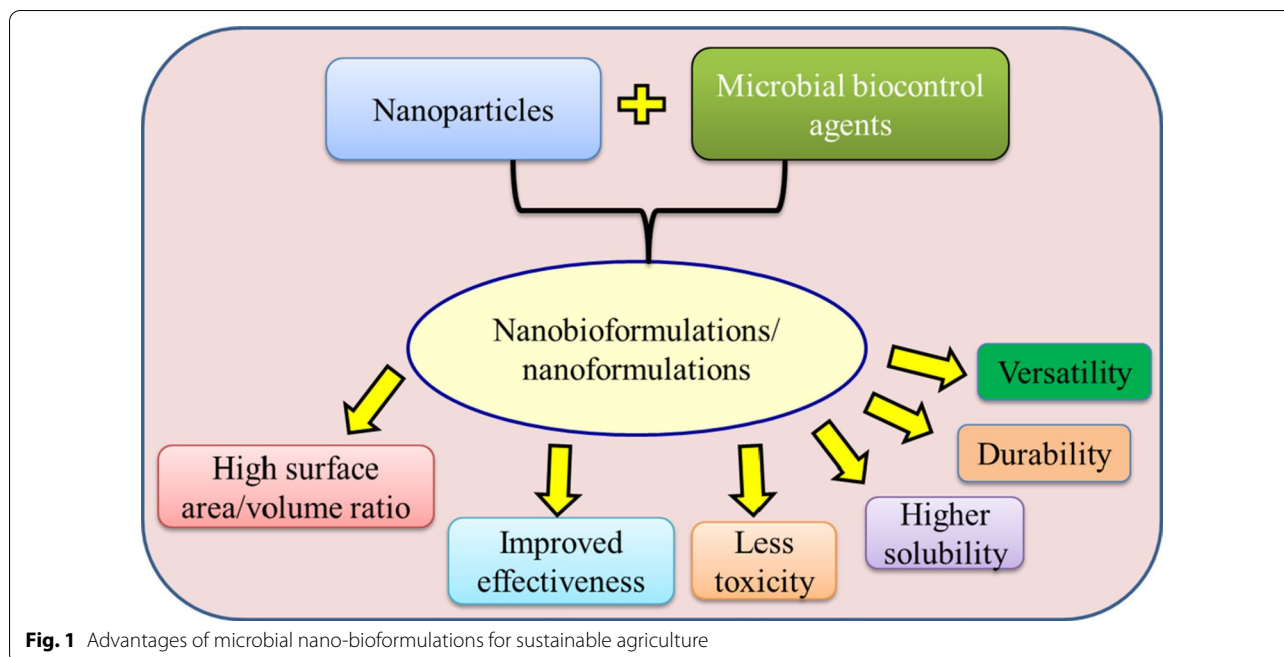 Nanoparticles
Microbial biocontrol
agents
Nanobioformulations/
nanoformulations
Versatility
Durability
High surface
area/volume ratio
Higher
solubility
Improved
effectiveness
Less
toxicity
Fig. 1 Advantages of microbial nano-bioformulations for sustainable agriculture